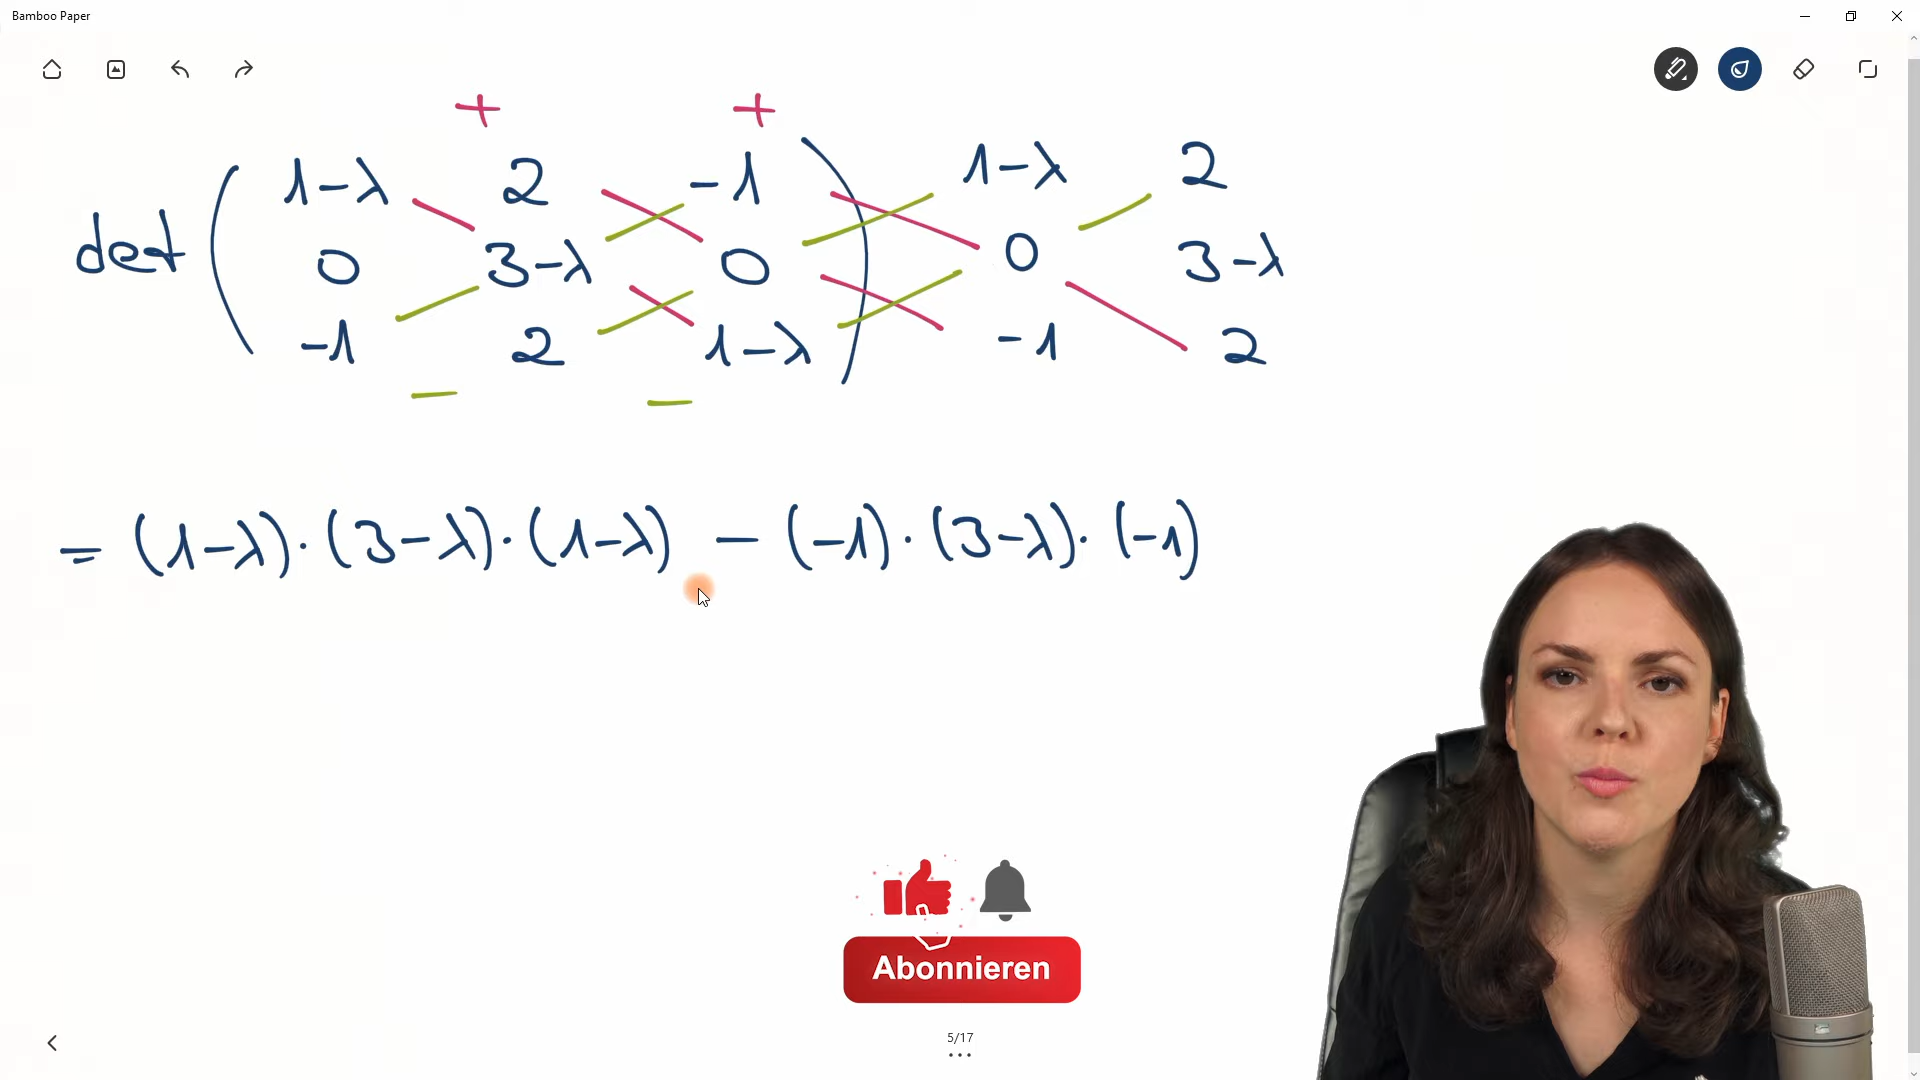 Bamboo Paper
+ +
1-λ 2 -1 1-λ 2
det ( 0 3-λ 0 ) 0 3-λ
-1 2 1-λ -1 2
- -
= (1-λ)·(3-λ)·(1-λ) - (-1)·(3-λ)·(-1)
Abonnieren
5/17